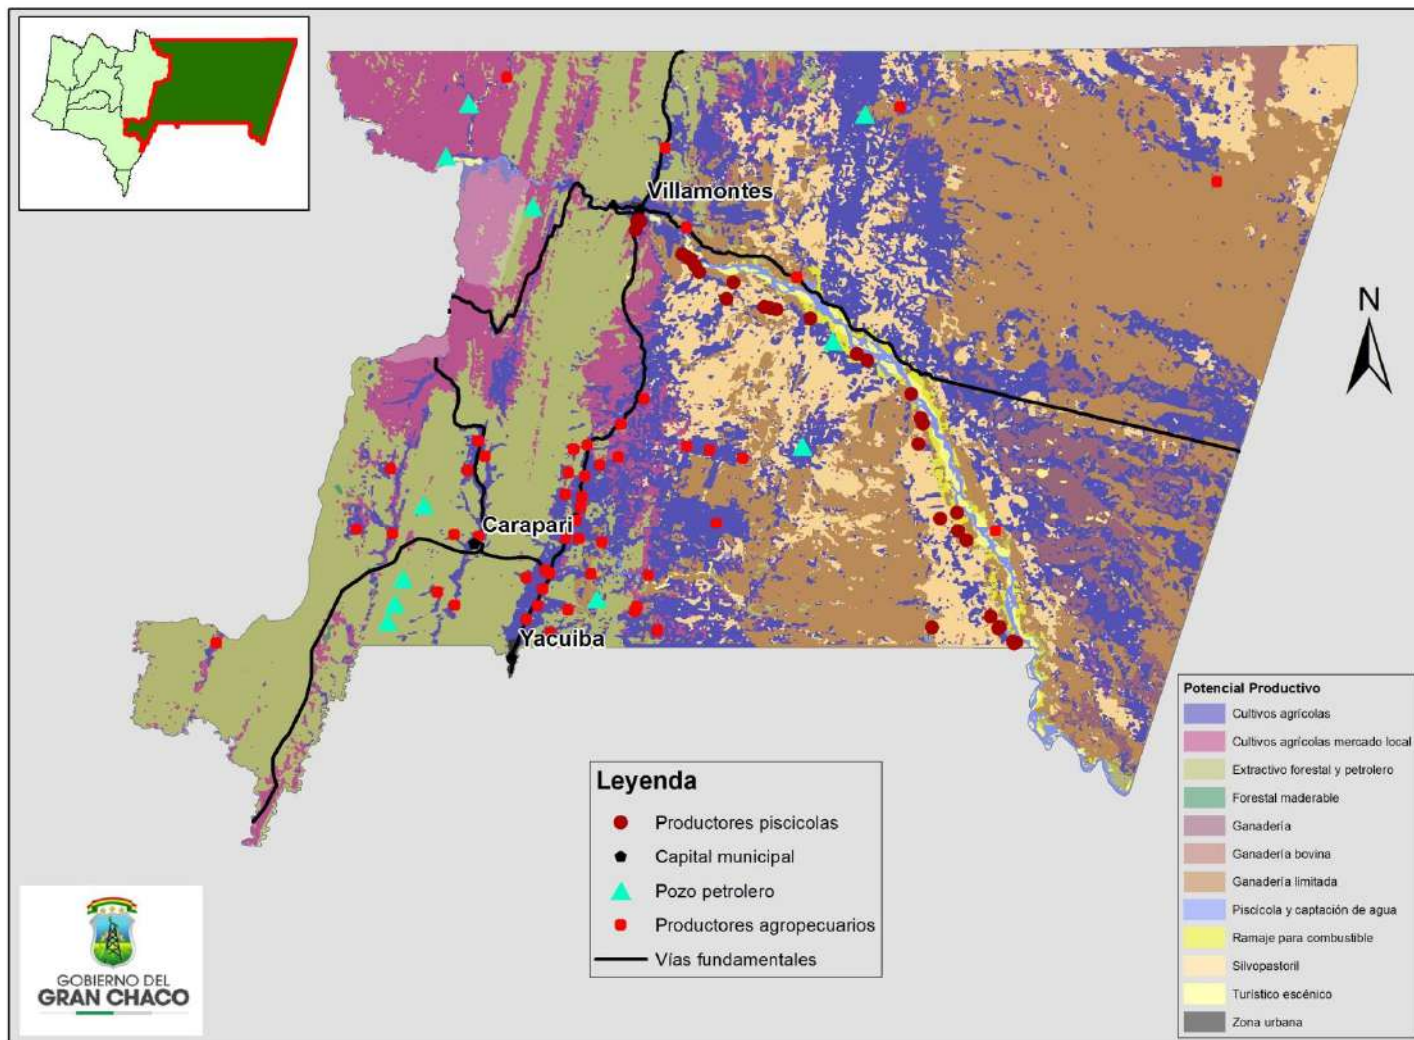 Villamontes
N
Carapari
Yacuiba
Leyenda
Productores piscicolas
Capital municipal
Pozo petrolero
Productores agropecuarios
Vías fundamentales
Potencial Productivo
Cultivos agrícolas
Cultivos agrícolas mercado local
Extractivo forestal y petrolero
Forestal maderable
Ganadería
Ganadería bovina
Ganadería limitada
Piscícola y captación de agua
Ramaje para combustible
Silvopastoril
Turístico escénico
Zona urbana
GOBIERNO DEL
GRAN CHACO